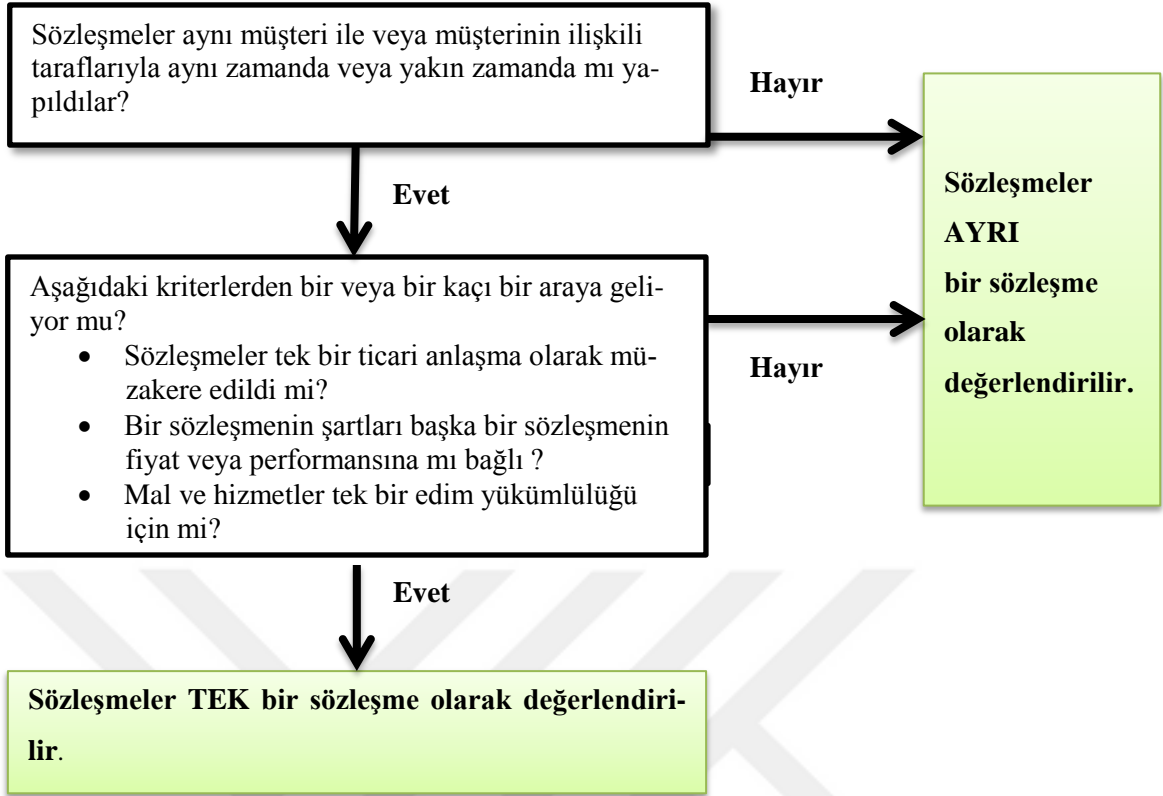 Sözleşmeler aynı müşteri ile veya müşterinin ilişkili
taraflarıyla aynı zamanda veya yakın zamanda mı ya-
pıldılar?
Hayır
Evet
Sözleşmeler
AYRI
bir sözleşme
olarak
değerlendirilir.
Aşağıdaki kriterlerden bir veya bir kaçı bir araya geli-
yor mu?
• Sözleşmeler tek bir ticari anlaşma olarak mü-
zakere edildi mi?
• Bir sözleşmenin şartları başka bir sözleşmenin
fiyat veya performansına mı bağlı ?
• Mal ve hizmetler tek bir edim yükümlülüğü
için mi?
Hayır
Evet
Sözleşmeler TEK bir sözleşme olarak değerlendiri-
lir.